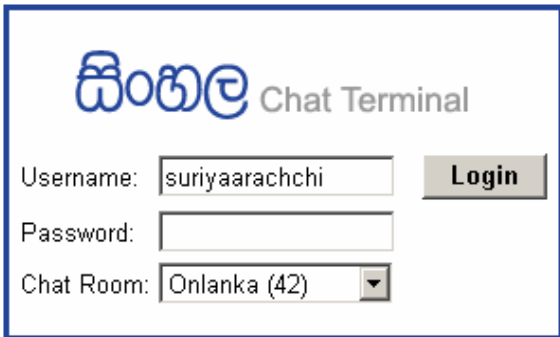 සිංහල Chat Terminal
Username: suriyaarachchi Login
Password:
Chat Room: Onlanka (42)